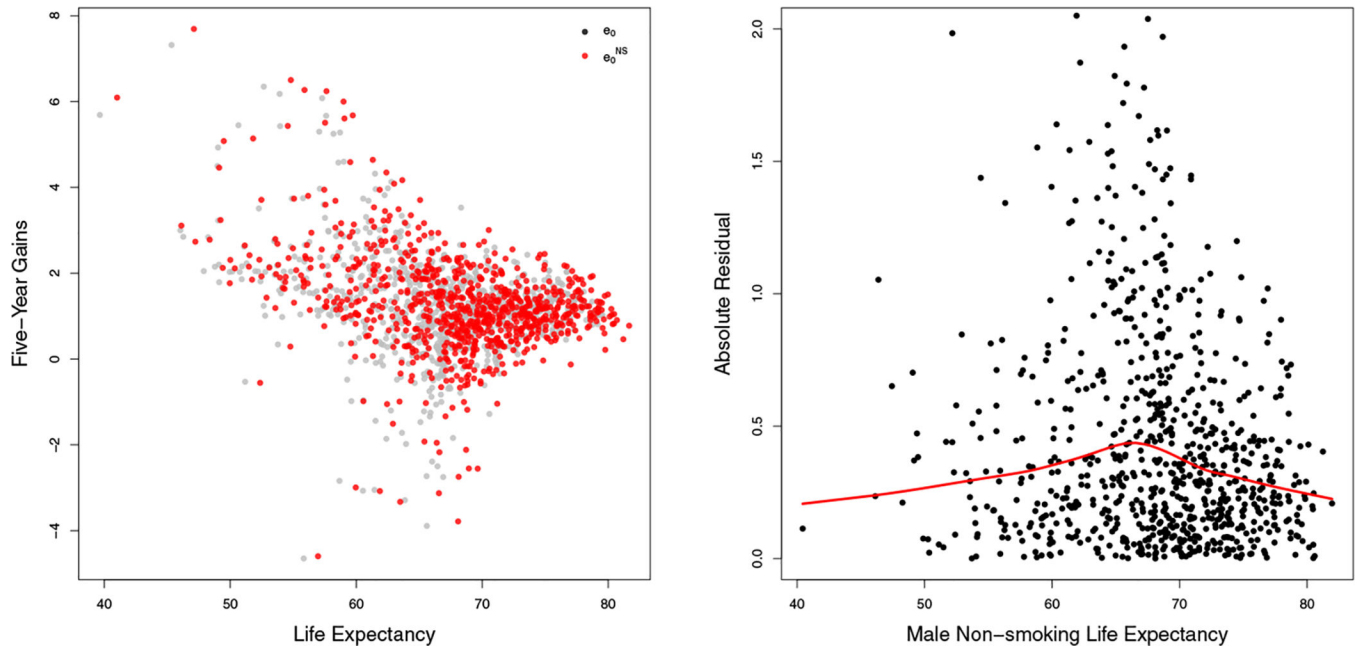 8
6
4
2
0
−2
−4
Five−Year Gains
e₀
e₀ᴺˢ
40 50 60 70 80
Life Expectancy
2.0
1.5
1.0
0.5
0.0
Absolute Residual
40 50 60 70 80
Male Non−smoking Life Expectancy